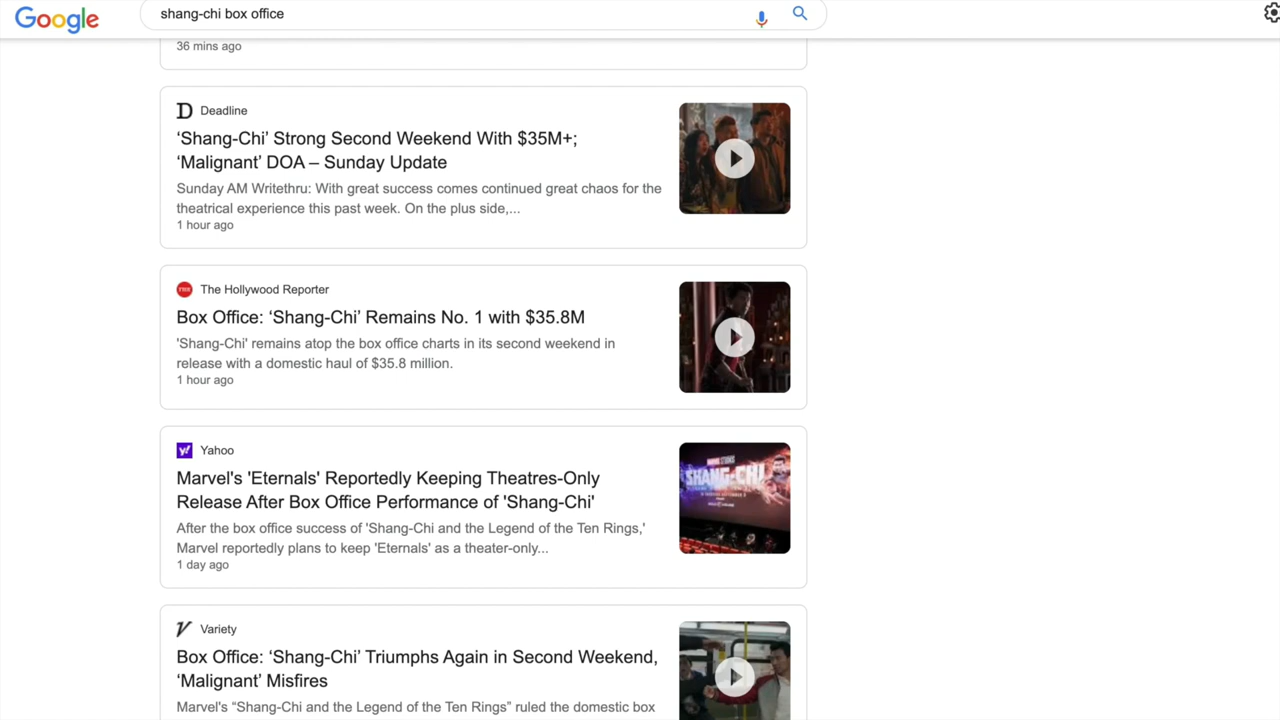 Google
shang-chi box office
36 mins ago
Deadline
‘Shang-Chi’ Strong Second Weekend With $35M+;
‘Malignant’ DOA – Sunday Update
Sunday AM Writethru: With great success comes continued great chaos for the
theatrical experience this past week. On the plus side,...
1 hour ago
The Hollywood Reporter
Box Office: ‘Shang-Chi’ Remains No. 1 with $35.8M
'Shang-Chi' remains atop the box office charts in its second weekend in
release with a domestic haul of $35.8 million.
1 hour ago
Yahoo
Marvel's 'Eternals' Reportedly Keeping Theatres-Only
Release After Box Office Performance of 'Shang-Chi'
After the box office success of 'Shang-Chi and the Legend of the Ten Rings,'
Marvel reportedly plans to keep 'Eternals' as a theater-only...
1 day ago
SHANG-CHI
Variety
Box Office: ‘Shang-Chi’ Triumphs Again in Second Weekend,
‘Malignant’ Misfires
Marvel's “Shang-Chi and the Legend of the Ten Rings” ruled the domestic box